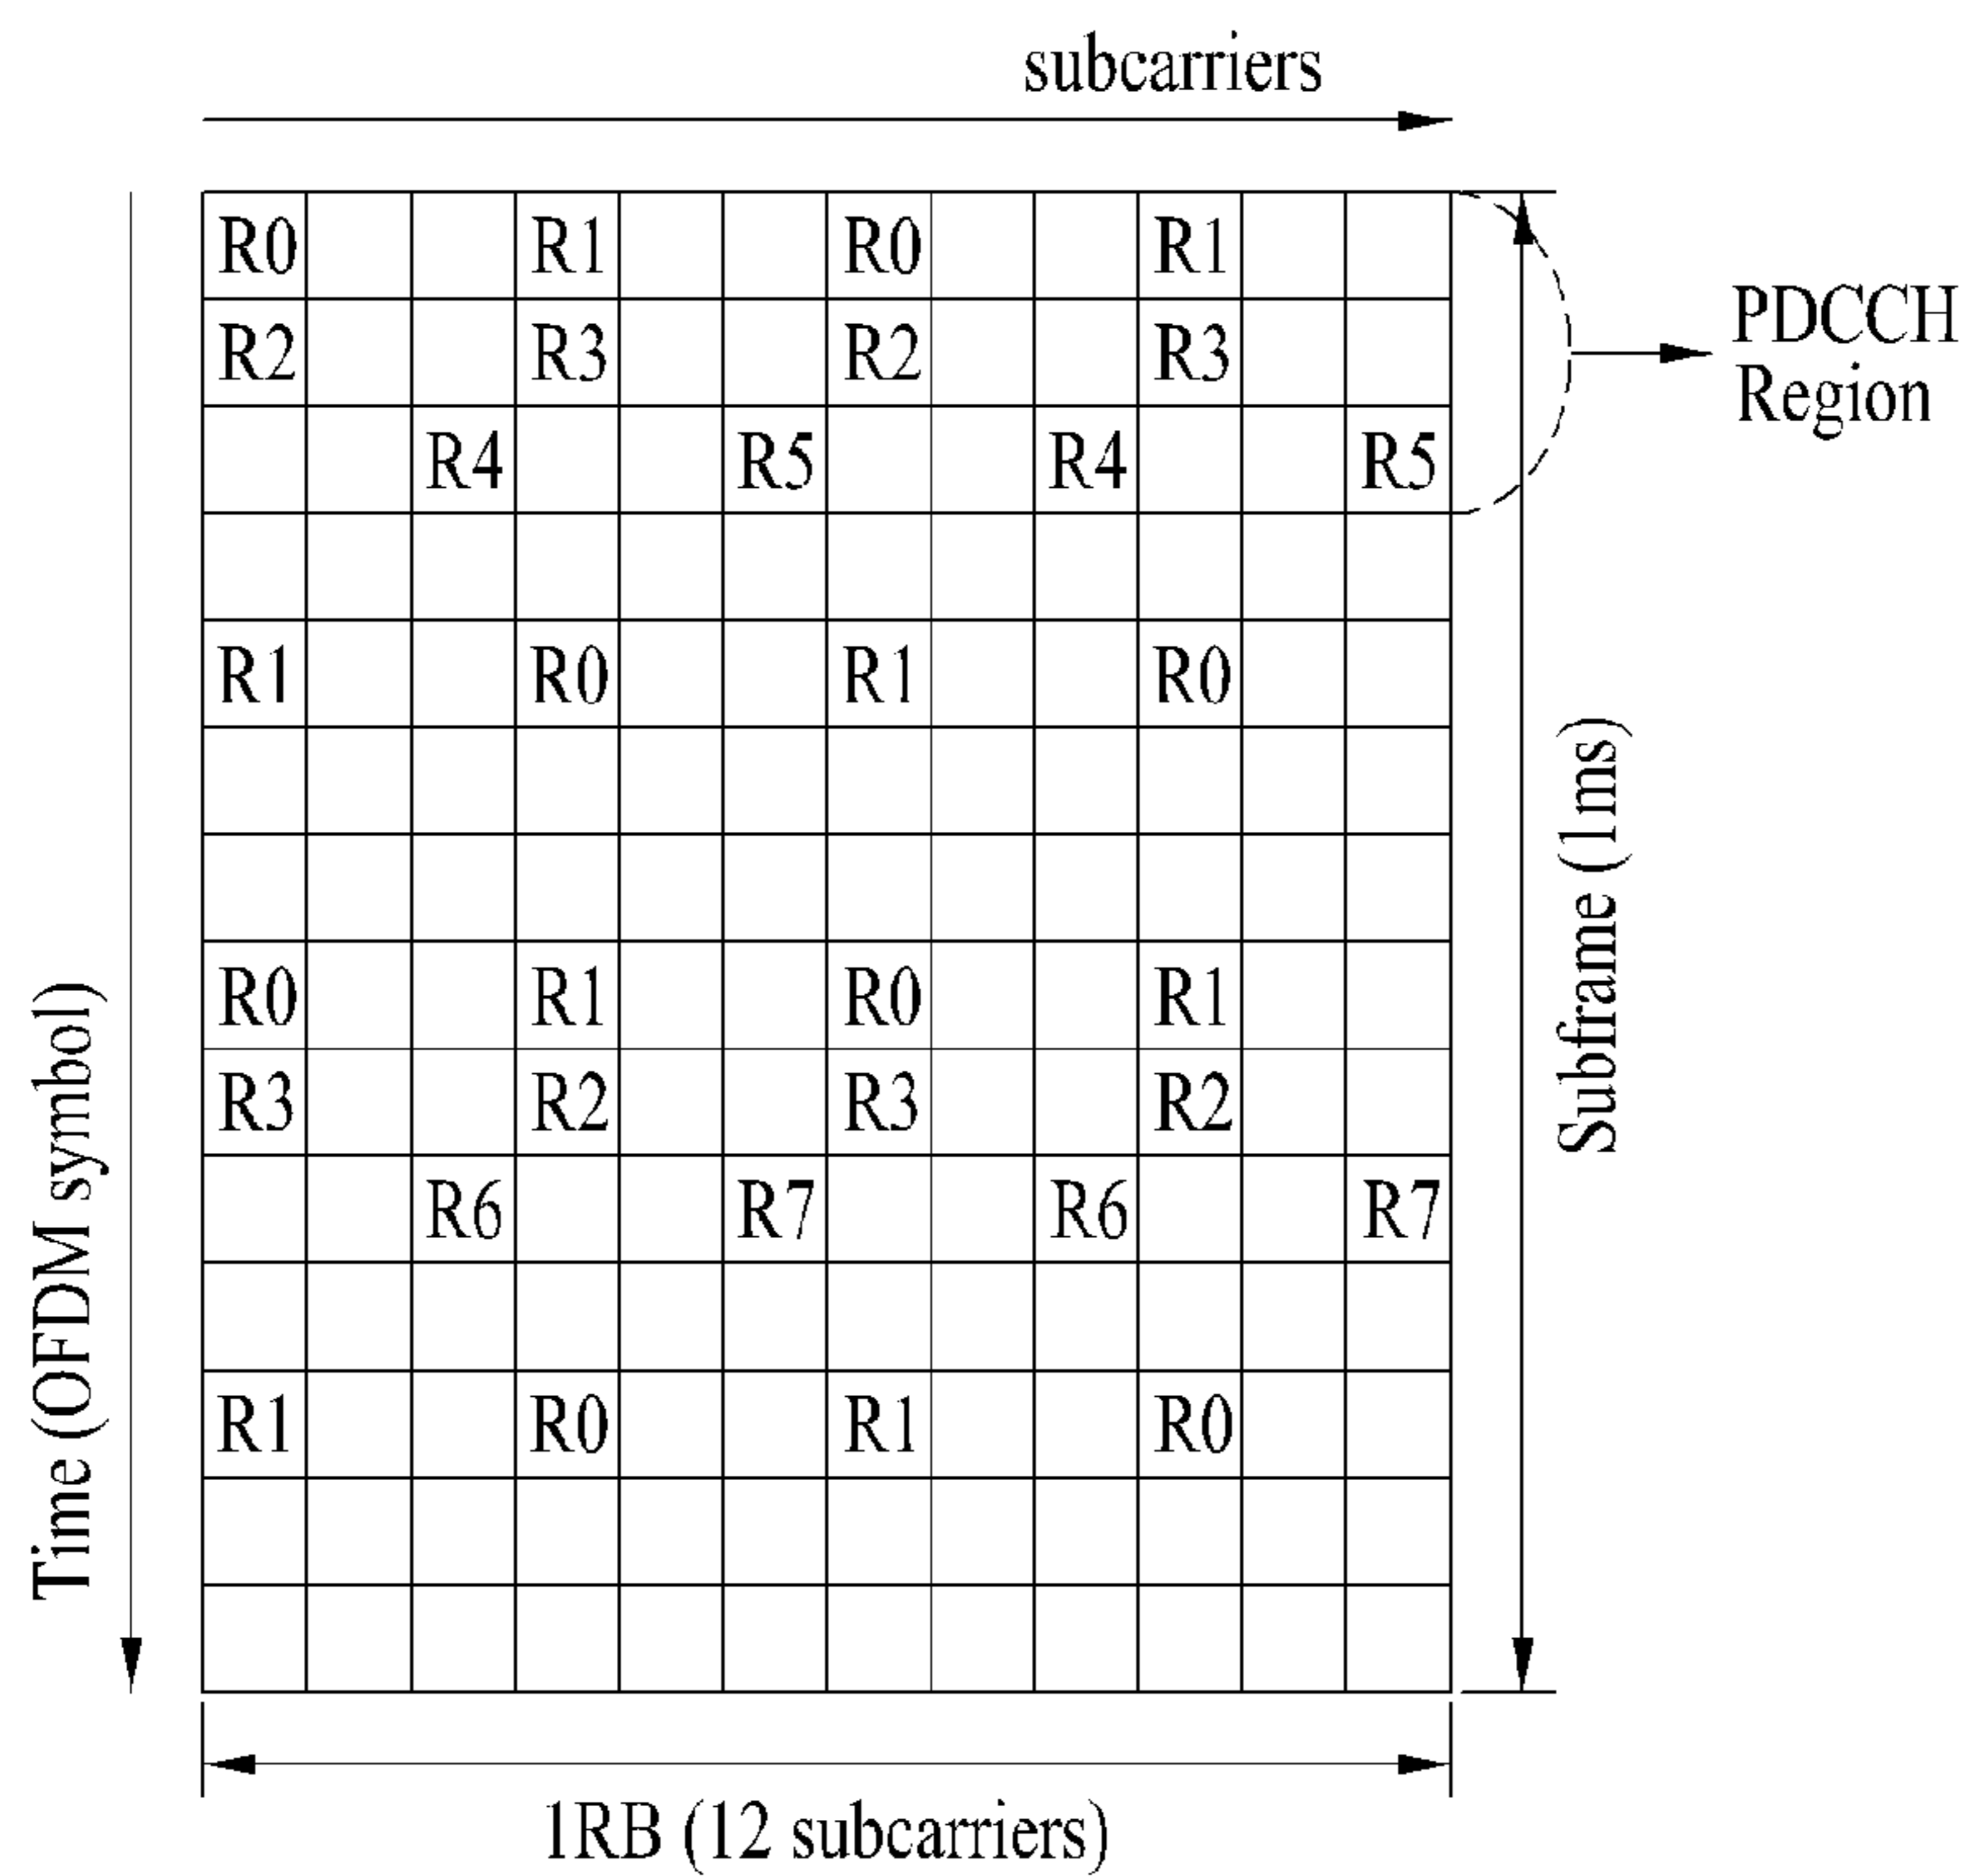 subcarriers
R0 R1 R0 R1
R2 R3 R2 R3
PDCCH
Region
R4 R5 R4 R5
R1 R0 R1 R0
R0 R1 R0 R1
R3 R2 R3 R2
R6 R7 R6 R7
R1 R0 R1 R0
Time (OFDM symbol)
Subframe (1ms)
1RB (12 subcarriers)